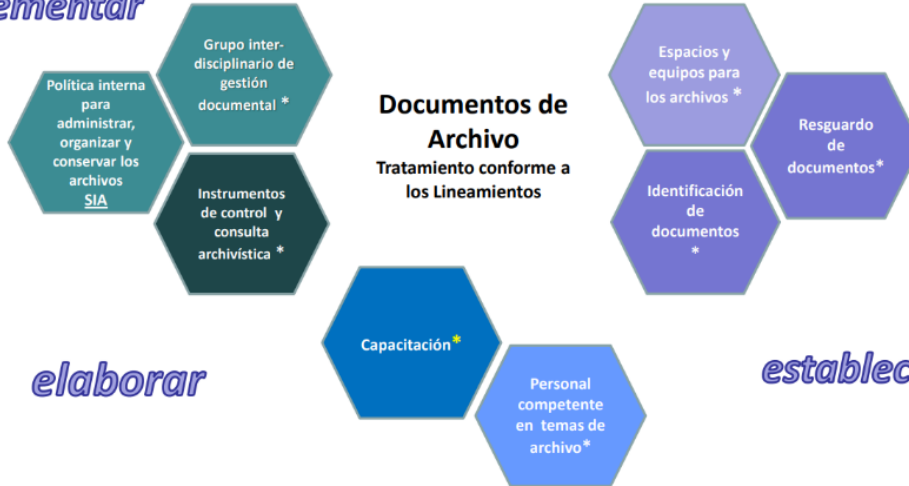 ementar
Grupo inter-
disciplinario de
gestión
documental *
Política interna
para
administrar,
organizar y
conservar los
archivos
SIA
Instrumentos
de control y
consulta
archivística *
Documentos de
Archivo
Tratamiento conforme a
los Lineamientos
Espacios y
equipos para
los archivos *
Resguardo
de
documentos*
Identificación
de
documentos
*
Capacitación*
Personal
competente
en temas de
archivo*
elaborar
establec